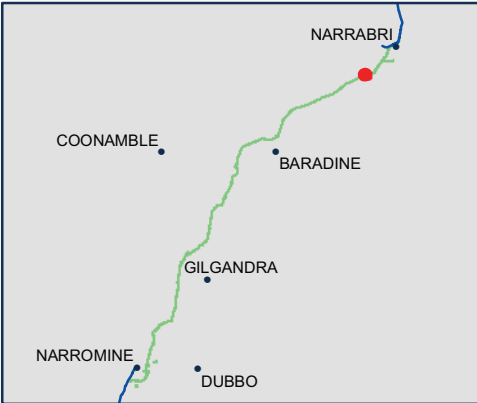 NARRABRI
COONAMBLE
BARADINE
GILGANDRA
NARROMINE
DUBBO